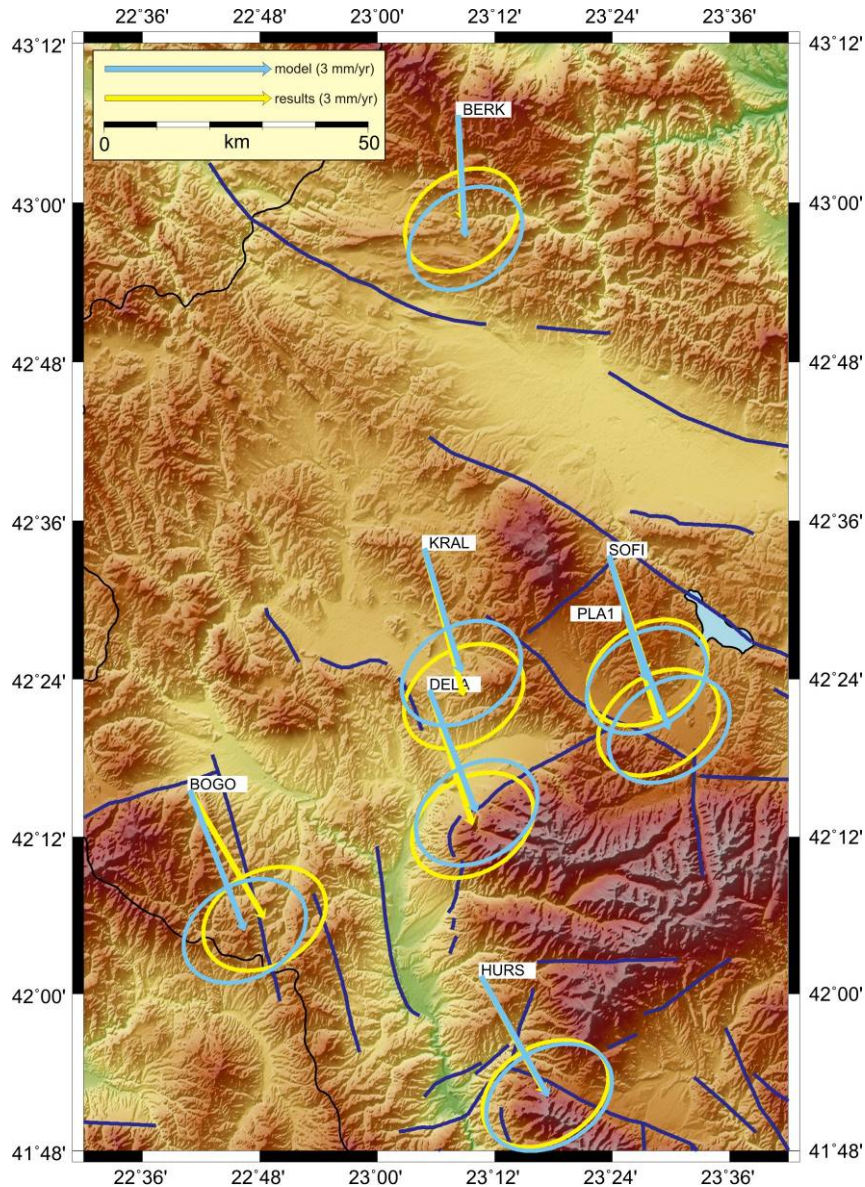 22˚36' 22˚48' 23˚00' 23˚12' 23˚24' 23˚36'
43˚12' 43˚12'
model (3 mm/yr)
results (3 mm/yr)
0 km 50
BERK
43˚00' 43˚00'
42˚48' 42˚48'
42˚36' 42˚36'
KRAL SOFI
PLA1
42˚24' 42˚24'
DELA
BOGO
42˚12' 42˚12'
HURS
42˚00' 42˚00'
41˚48' 41˚48'
22˚36' 22˚48' 23˚00' 23˚12' 23˚24' 23˚36'